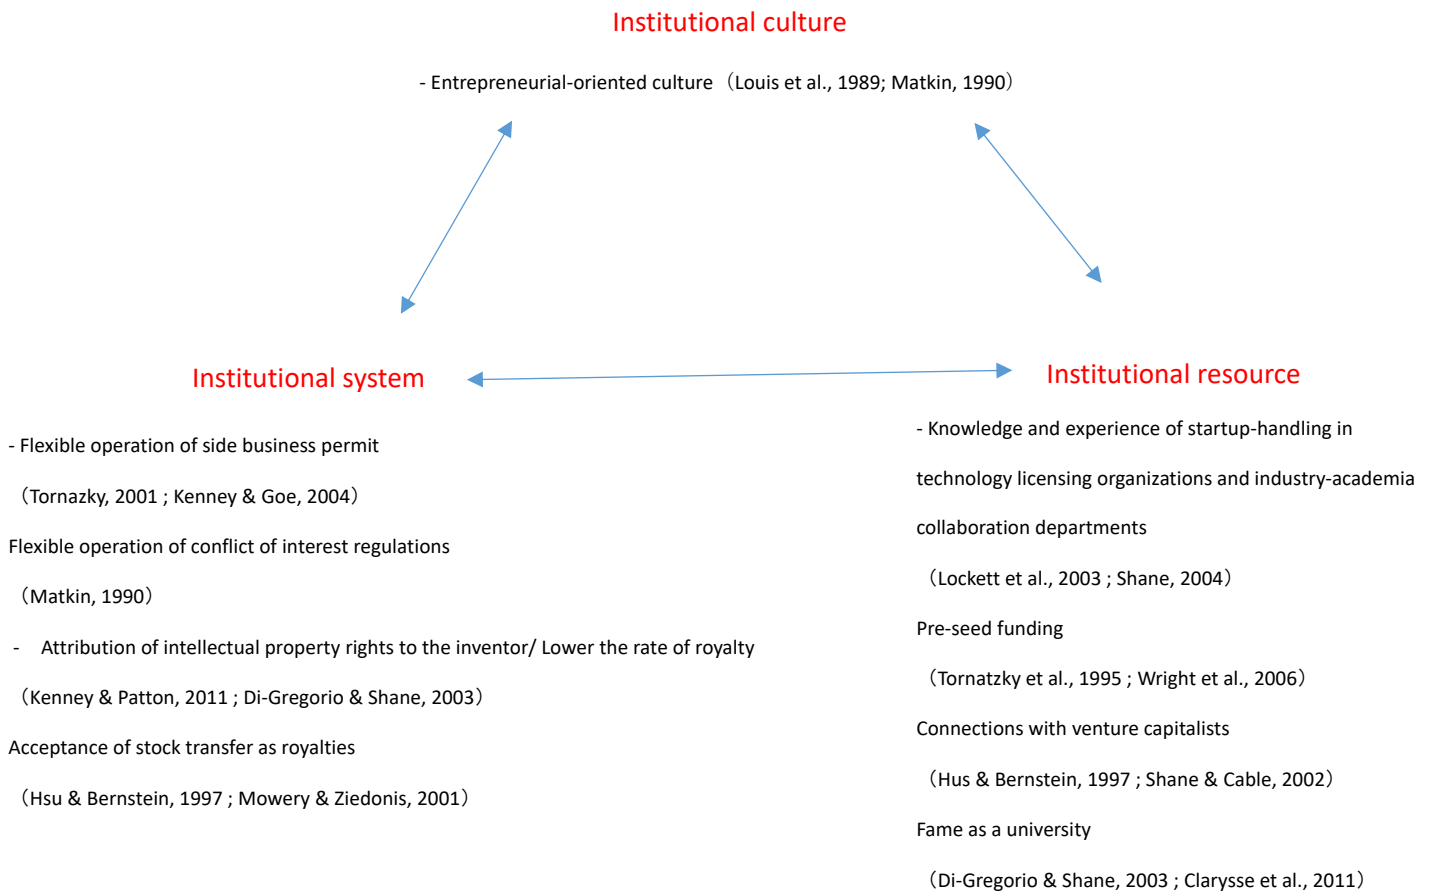 Institutional culture
- Entrepreneurial-oriented culture（Louis et al., 1989; Matkin, 1990）
Institutional system
- Flexible operation of side business permit
（Tornazky, 2001 ; Kenney & Goe, 2004）
Flexible operation of conflict of interest regulations
（Matkin, 1990）
- Attribution of intellectual property rights to the inventor/ Lower the rate of royalty
（Kenney & Patton, 2011 ; Di-Gregorio & Shane, 2003）
Acceptance of stock transfer as royalties
（Hsu & Bernstein, 1997 ; Mowery & Ziedonis, 2001）
Institutional resource
- Knowledge and experience of startup-handling in
technology licensing organizations and industry-academia
collaboration departments
（Lockett et al., 2003 ; Shane, 2004）
Pre-seed funding
（Tornatzky et al., 1995 ; Wright et al., 2006）
Connections with venture capitalists
（Hus & Bernstein, 1997 ; Shane & Cable, 2002）
Fame as a university
（Di-Gregorio & Shane, 2003 ; Clarysse et al., 2011）